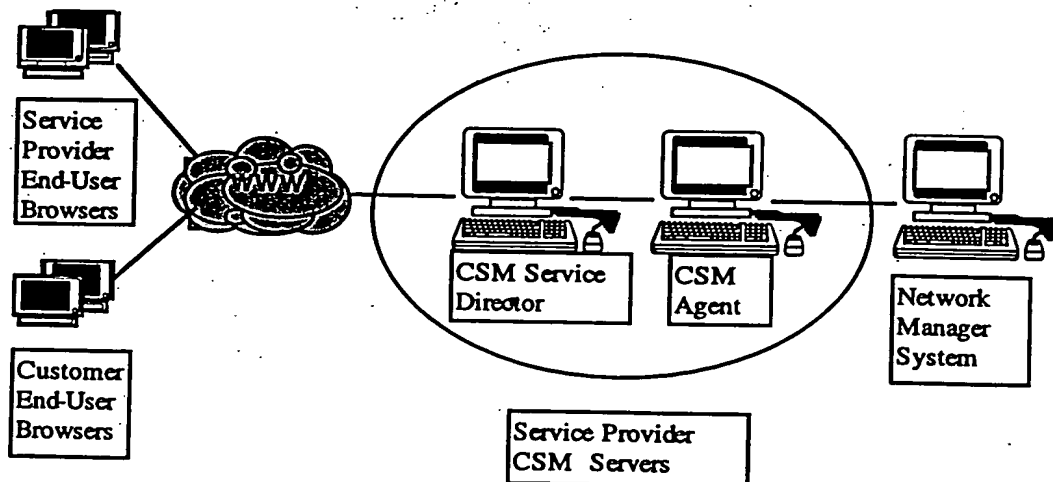 Service
Provider
End-User
Browsers
WWW
CSM Service
Director
CSM
Agent
Network
Manager
System
Customer
End-User
Browsers
Service Provider
CSM Servers